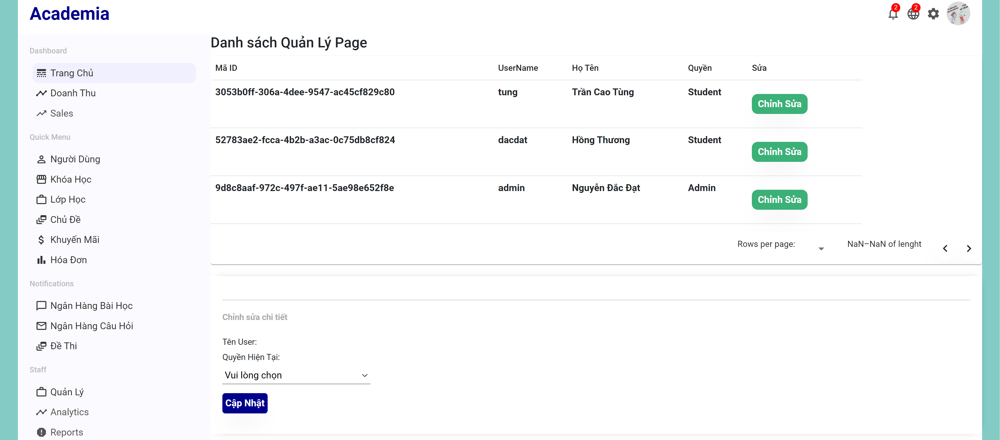 Academia
2
2
Dashboard
Trang Chủ
Doanh Thu
Sales
Quick Menu
Người Dùng
Khóa Học
Lớp Học
Chủ Đề
Khuyến Mãi
Hóa Đơn
Notifications
Ngân Hàng Bài Học
Ngân Hàng Câu Hỏi
Đề Thi
Staff
Quản Lý
Analytics
Reports
Danh sách Quản Lý Page
Mã ID UserName Họ Tên Quyền Sửa
3053b0ff-306a-4dee-9547-ac45cf829c80 tung Trần Cao Tùng Student Chỉnh Sửa
52783ae2-fcca-4b2b-a3ac-0c75db8cf824 dacdat Hồng Thương Student Chỉnh Sửa
9d8c8aaf-972c-497f-ae11-5ae98e652f8e admin Nguyễn Đắc Đạt Admin Chỉnh Sửa
Rows per page: NaN–NaN of lenght
Chỉnh sửa chi tiết
Tên User:
Quyền Hiện Tại:
Vui lòng chọn
Cập Nhật